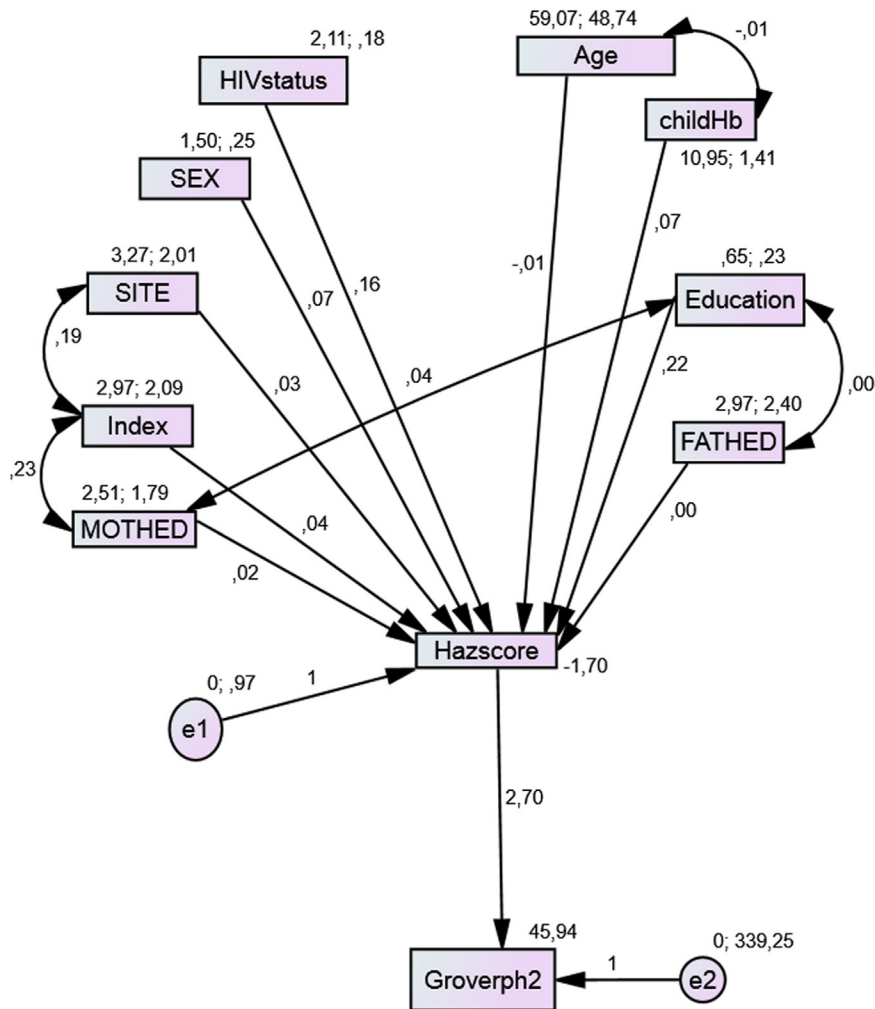 59,07; 48,74
-,01
2,11; ,18
Age
HIVstatus
childHb
1,50; ,25
10,95; 1,41
SEX
,07
3,27; 2,01
-,01
,65; ,23
SITE
,07
,16
Education
,19
,03
,04
,22
,00
2,97; 2,09
2,97; 2,40
Index
FATHED
,23
2,51; 1,79
,04
,00
MOTHED
,02
Hazscore
-1,70
0; ,97
1
e1
2,70
45,94
0; 339,25
Groverph2
1
e2